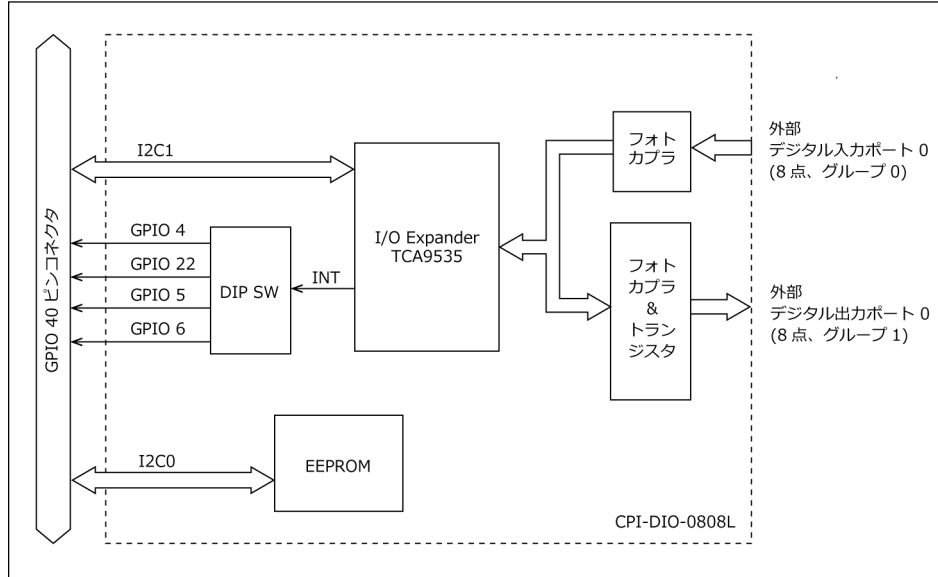 GPIO 40 ピンコネクタ
I2C1
GPIO 4
GPIO 22
GPIO 5
GPIO 6
DIP SW
INT
I/O Expander
TCA9535
フォト
カプラ
外部
デジタル入力ポート 0
(8 点、グループ 0)
フォト
カプラ
&
トラン
ジスタ
外部
デジタル出力ポート 0
(8 点、グループ 1)
I2C0
EEPROM
CPI-DIO-0808L